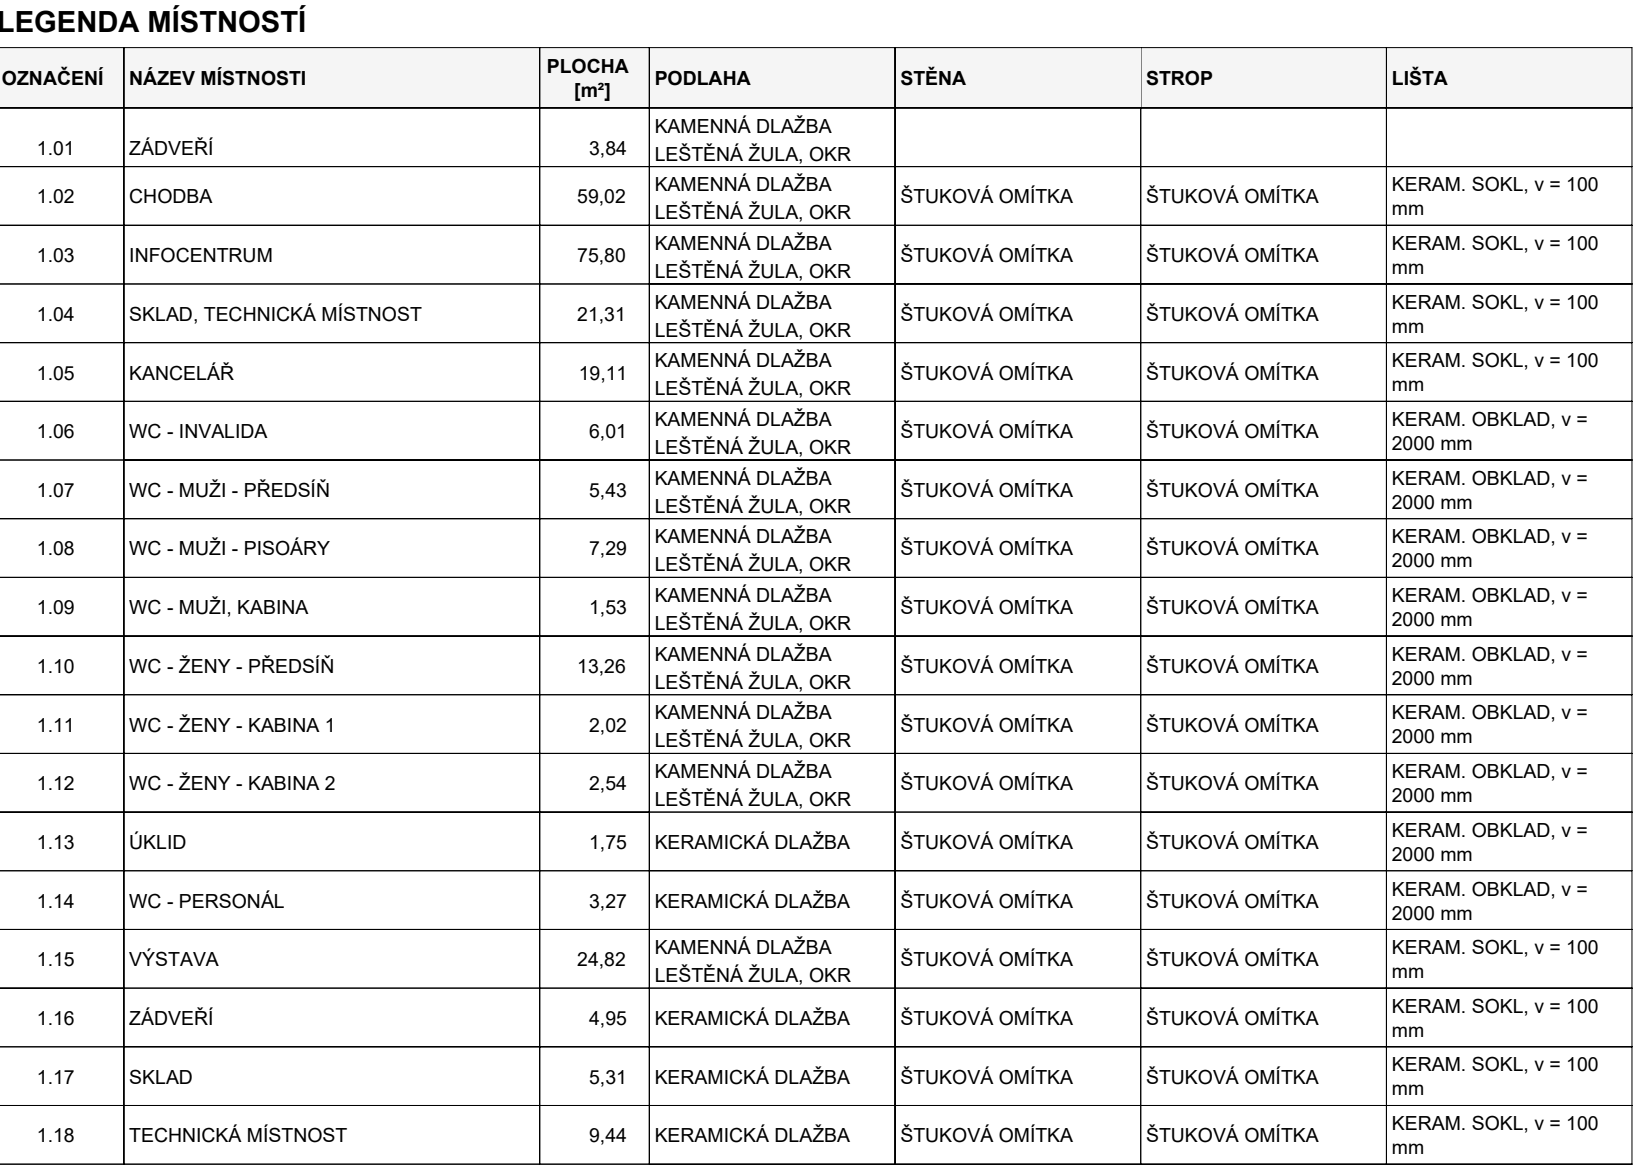 LEGENDA MÍSTNOSTÍ
OZNAČENÍ NÁZEV MÍSTNOSTI PLOCHA [m²] PODLAHA STĚNA STROP LIŠTA
1.01 ZÁDVEŘÍ 3,84 KAMENNÁ DLAŽBA LEŠTĚNÁ ŽULA, OKR
1.02 CHODBA 59,02 KAMENNÁ DLAŽBA LEŠTĚNÁ ŽULA, OKR ŠTUKOVÁ OMÍTKA ŠTUKOVÁ OMÍTKA KERAM. SOKL, v = 100 mm
1.03 INFOCENTRUM 75,80 KAMENNÁ DLAŽBA LEŠTĚNÁ ŽULA, OKR ŠTUKOVÁ OMÍTKA ŠTUKOVÁ OMÍTKA KERAM. SOKL, v = 100 mm
1.04 SKLAD, TECHNICKÁ MÍSTNOST 21,31 KAMENNÁ DLAŽBA LEŠTĚNÁ ŽULA, OKR ŠTUKOVÁ OMÍTKA ŠTUKOVÁ OMÍTKA KERAM. SOKL, v = 100 mm
1.05 KANCELÁŘ 19,11 KAMENNÁ DLAŽBA LEŠTĚNÁ ŽULA, OKR ŠTUKOVÁ OMÍTKA ŠTUKOVÁ OMÍTKA KERAM. SOKL, v = 100 mm
1.06 WC - INVALIDA 6,01 KAMENNÁ DLAŽBA LEŠTĚNÁ ŽULA, OKR ŠTUKOVÁ OMÍTKA ŠTUKOVÁ OMÍTKA KERAM. OBKLAD, v = 2000 mm
1.07 WC - MUŽI - PŘEDSÍŇ 5,43 KAMENNÁ DLAŽBA LEŠTĚNÁ ŽULA, OKR ŠTUKOVÁ OMÍTKA ŠTUKOVÁ OMÍTKA KERAM. OBKLAD, v = 2000 mm
1.08 WC - MUŽI - PISOÁRY 7,29 KAMENNÁ DLAŽBA LEŠTĚNÁ ŽULA, OKR ŠTUKOVÁ OMÍTKA ŠTUKOVÁ OMÍTKA KERAM. OBKLAD, v = 2000 mm
1.09 WC - MUŽI, KABINA 1,53 KAMENNÁ DLAŽBA LEŠTĚNÁ ŽULA, OKR ŠTUKOVÁ OMÍTKA ŠTUKOVÁ OMÍTKA KERAM. OBKLAD, v = 2000 mm
1.10 WC - ŽENY - PŘEDSÍŇ 13,26 KAMENNÁ DLAŽBA LEŠTĚNÁ ŽULA, OKR ŠTUKOVÁ OMÍTKA ŠTUKOVÁ OMÍTKA KERAM. OBKLAD, v = 2000 mm
1.11 WC - ŽENY - KABINA 1 2,02 KAMENNÁ DLAŽBA LEŠTĚNÁ ŽULA, OKR ŠTUKOVÁ OMÍTKA ŠTUKOVÁ OMÍTKA KERAM. OBKLAD, v = 2000 mm
1.12 WC - ŽENY - KABINA 2 2,54 KAMENNÁ DLAŽBA LEŠTĚNÁ ŽULA, OKR ŠTUKOVÁ OMÍTKA ŠTUKOVÁ OMÍTKA KERAM. OBKLAD, v = 2000 mm
1.13 ÚKLID 1,75 KERAMICKÁ DLAŽBA ŠTUKOVÁ OMÍTKA ŠTUKOVÁ OMÍTKA KERAM. OBKLAD, v = 2000 mm
1.14 WC - PERSONÁL 3,27 KERAMICKÁ DLAŽBA ŠTUKOVÁ OMÍTKA ŠTUKOVÁ OMÍTKA KERAM. OBKLAD, v = 2000 mm
1.15 VÝSTAVA 24,82 KAMENNÁ DLAŽBA LEŠTĚNÁ ŽULA, OKR ŠTUKOVÁ OMÍTKA ŠTUKOVÁ OMÍTKA KERAM. SOKL, v = 100 mm
1.16 ZÁDVEŘÍ 4,95 KERAMICKÁ DLAŽBA ŠTUKOVÁ OMÍTKA ŠTUKOVÁ OMÍTKA KERAM. SOKL, v = 100 mm
1.17 SKLAD 5,31 KERAMICKÁ DLAŽBA ŠTUKOVÁ OMÍTKA ŠTUKOVÁ OMÍTKA KERAM. SOKL, v = 100 mm
1.18 TECHNICKÁ MÍSTNOST 9,44 KERAMICKÁ DLAŽBA ŠTUKOVÁ OMÍTKA ŠTUKOVÁ OMÍTKA KERAM. SOKL, v = 100 mm